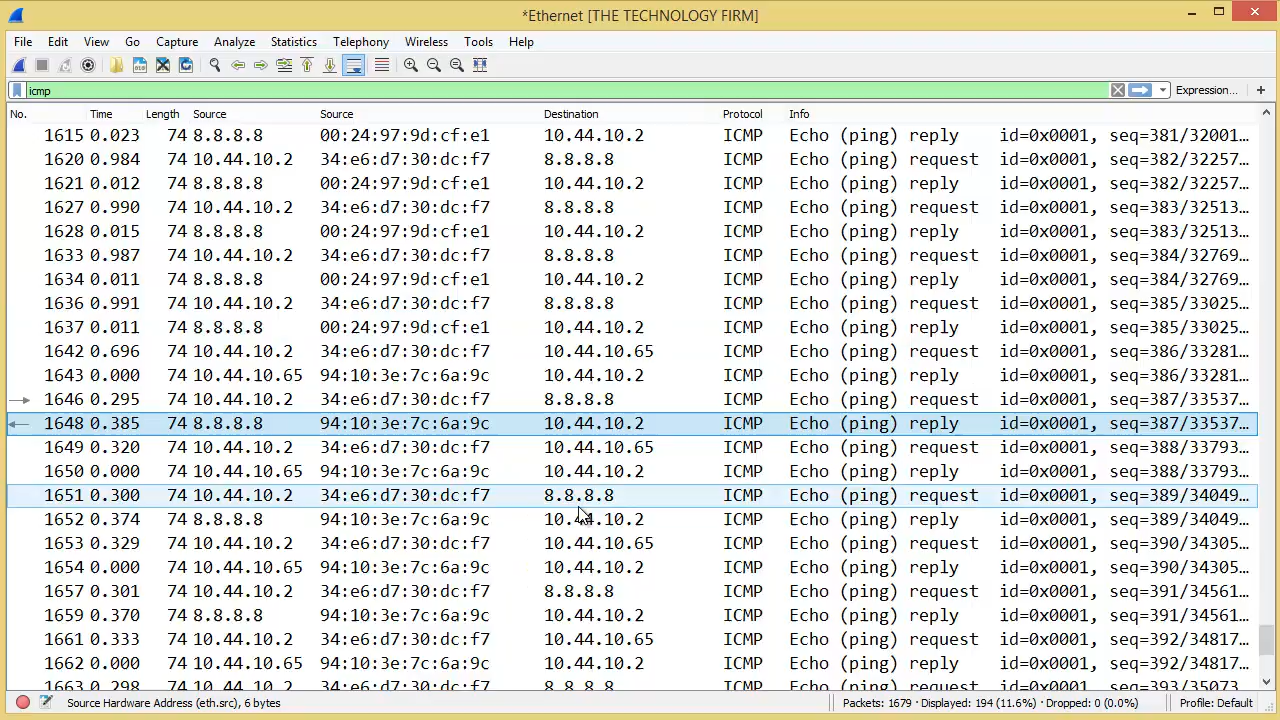 *Ethernet [THE TECHNOLOGY FIRM]
File Edit View Go Capture Analyze Statistics Telephony Wireless Tools Help
icmp Expression... +
No. Time Length Source Source Destination Protocol Info
1615 0.023 74 8.8.8.8 00:24:97:9d:cf:e1 10.44.10.2 ICMP Echo (ping) reply id=0x0001, seq=381/32001…
1620 0.984 74 10.44.10.2 34:e6:d7:30:dc:f7 8.8.8.8 ICMP Echo (ping) request id=0x0001, seq=382/32257…
1621 0.012 74 8.8.8.8 00:24:97:9d:cf:e1 10.44.10.2 ICMP Echo (ping) reply id=0x0001, seq=382/32257…
1627 0.990 74 10.44.10.2 34:e6:d7:30:dc:f7 8.8.8.8 ICMP Echo (ping) request id=0x0001, seq=383/32513…
1628 0.015 74 8.8.8.8 00:24:97:9d:cf:e1 10.44.10.2 ICMP Echo (ping) reply id=0x0001, seq=383/32513…
1633 0.987 74 10.44.10.2 34:e6:d7:30:dc:f7 8.8.8.8 ICMP Echo (ping) request id=0x0001, seq=384/32769…
1634 0.011 74 8.8.8.8 00:24:97:9d:cf:e1 10.44.10.2 ICMP Echo (ping) reply id=0x0001, seq=384/32769…
1636 0.991 74 10.44.10.2 34:e6:d7:30:dc:f7 8.8.8.8 ICMP Echo (ping) request id=0x0001, seq=385/33025…
1637 0.011 74 8.8.8.8 00:24:97:9d:cf:e1 10.44.10.2 ICMP Echo (ping) reply id=0x0001, seq=385/33025…
1642 0.696 74 10.44.10.2 34:e6:d7:30:dc:f7 10.44.10.65 ICMP Echo (ping) request id=0x0001, seq=386/33281…
1643 0.000 74 10.44.10.65 94:10:3e:7c:6a:9c 10.44.10.2 ICMP Echo (ping) reply id=0x0001, seq=386/33281…
1646 0.295 74 10.44.10.2 34:e6:d7:30:dc:f7 8.8.8.8 ICMP Echo (ping) request id=0x0001, seq=387/33537…
1648 0.385 74 8.8.8.8 94:10:3e:7c:6a:9c 10.44.10.2 ICMP Echo (ping) reply id=0x0001, seq=387/33537…
1649 0.320 74 10.44.10.2 34:e6:d7:30:dc:f7 10.44.10.65 ICMP Echo (ping) request id=0x0001, seq=388/33793…
1650 0.000 74 10.44.10.65 94:10:3e:7c:6a:9c 10.44.10.2 ICMP Echo (ping) reply id=0x0001, seq=388/33793…
1651 0.300 74 10.44.10.2 34:e6:d7:30:dc:f7 8.8.8.8 ICMP Echo (ping) request id=0x0001, seq=389/34049…
1652 0.374 74 8.8.8.8 94:10:3e:7c:6a:9c 10.44.10.2 ICMP Echo (ping) reply id=0x0001, seq=389/34049…
1653 0.329 74 10.44.10.2 34:e6:d7:30:dc:f7 10.44.10.65 ICMP Echo (ping) request id=0x0001, seq=390/34305…
1654 0.000 74 10.44.10.65 94:10:3e:7c:6a:9c 10.44.10.2 ICMP Echo (ping) reply id=0x0001, seq=390/34305…
1657 0.301 74 10.44.10.2 34:e6:d7:30:dc:f7 8.8.8.8 ICMP Echo (ping) request id=0x0001, seq=391/34561…
1659 0.370 74 8.8.8.8 94:10:3e:7c:6a:9c 10.44.10.2 ICMP Echo (ping) reply id=0x0001, seq=391/34561…
1661 0.333 74 10.44.10.2 34:e6:d7:30:dc:f7 10.44.10.65 ICMP Echo (ping) request id=0x0001, seq=392/34817…
1662 0.000 74 10.44.10.65 94:10:3e:7c:6a:9c 10.44.10.2 ICMP Echo (ping) reply id=0x0001, seq=392/34817…
1663 0.298 74 10.44.10.2 34:e6:d7:30:dc:f7 8.8.8.8 ICMP Echo (ping) request id=0x0001, seq=393/35073…
Source Hardware Address (eth.src), 6 bytes Packets: 1679 · Displayed: 194 (11.6%) · Dropped: 0 (0.0%) Profile: Default